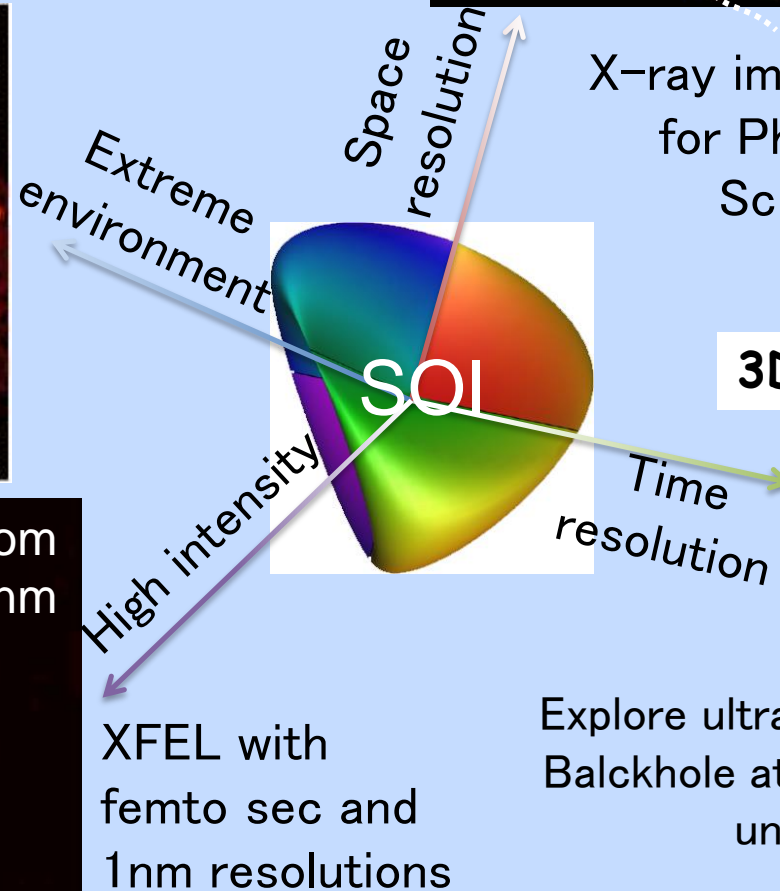 Space
resolution
X-ray im
for Ph
Sc
Extreme
environment
SOI
3D
Time
resolution
High intensity
om
nm
XFEL with
femto sec and
1nm resolutions
Explore ultra
Balckhole at
un